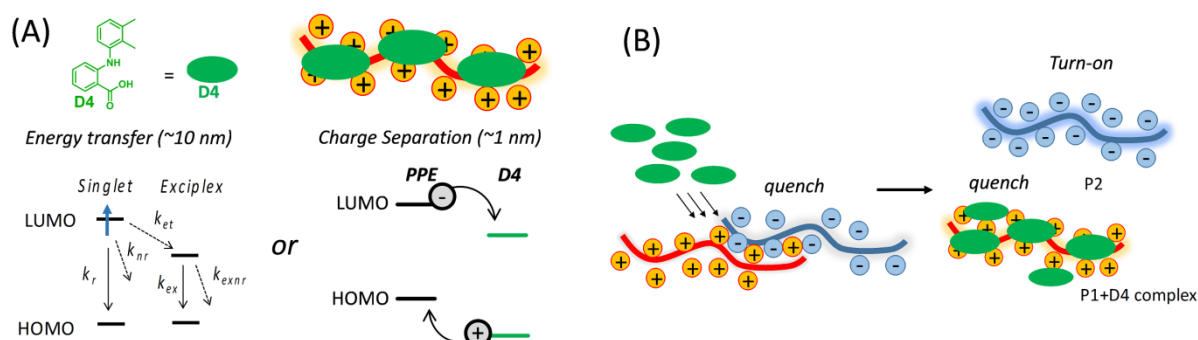 (A)
NH
OH
O
D4
=
D4
Energy transfer (~10 nm)
Singlet
Exciplex
LUMO
k_et
k_nr
k_r
k_ex
k_exnr
HOMO
or
+ + + + + + + + + + +
Charge Separation (~1 nm)
PPE
D4
LUMO
-
HOMO
+
(B)
Turn-on
- - - - - - - - - - -
P2
quench
quench
P1+D4 complex